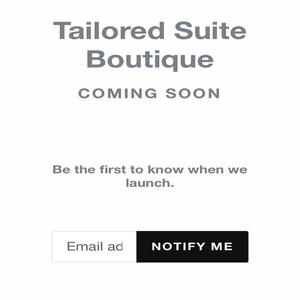 Tailored Suite
Boutique
COMING SOON
Be the first to know when we
launch.
Email ad
NOTIFY ME